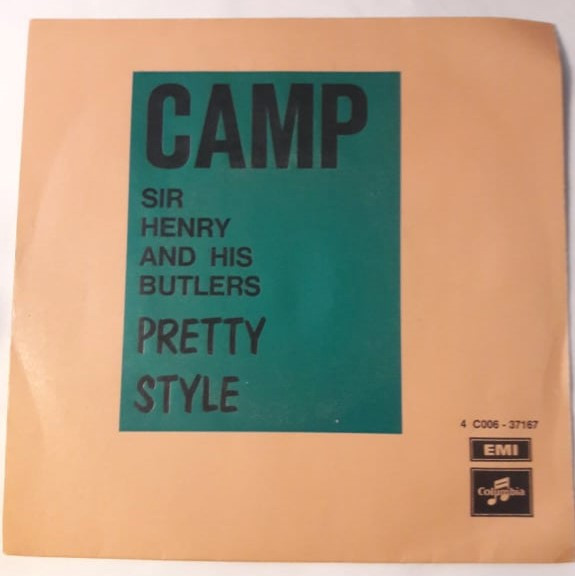 CAMP
SIR
HENRY
AND HIS
BUTLERS
PRETTY
STYLE
4 C006 - 37167
EMI
Columbia